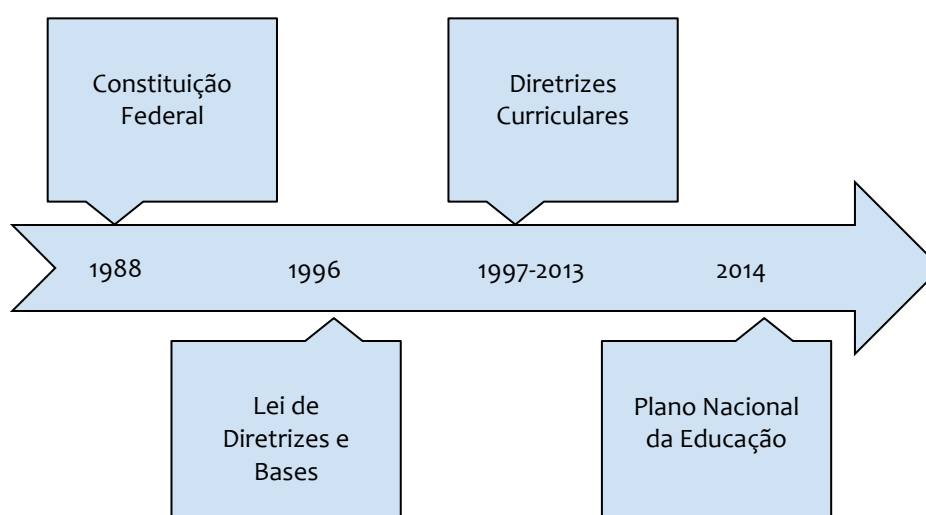 Constituição
Federal
Diretrizes
Curriculares
1988
1996
1997-2013
2014
Lei de
Diretrizes e
Bases
Plano Nacional
da Educação